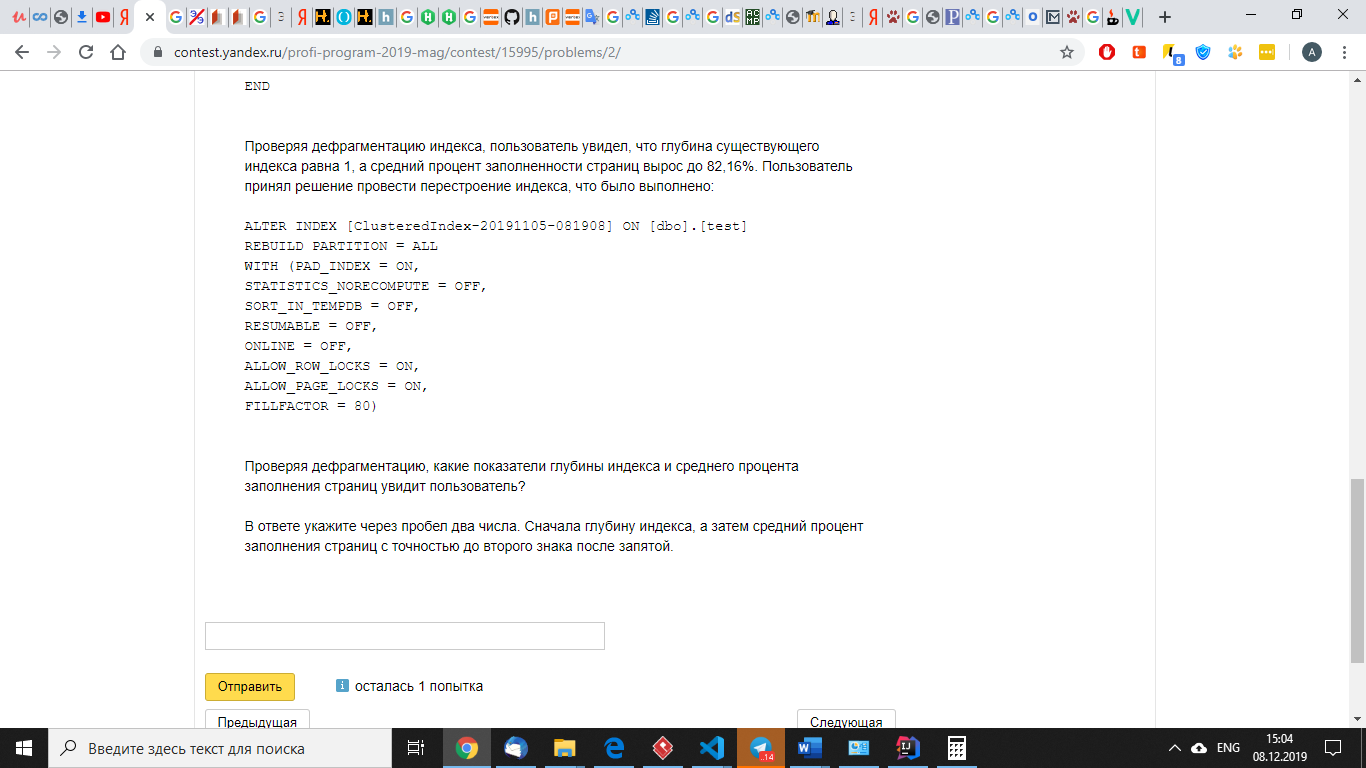 contest.yandex.ru/profi-program-2019-mag/contest/15995/problems/2/
END
Проверяя дефрагментацию индекса, пользователь увидел, что глубина существующего
индекса равна 1, а средний процент заполненности страниц вырос до 82,16%. Пользователь
принял решение провести перестроение индекса, что было выполнено:
ALTER INDEX [ClusteredIndex-20191105-081908] ON [dbo].[test]
REBUILD PARTITION = ALL
WITH (PAD_INDEX = ON,
STATISTICS_NORECOMPUTE = OFF,
SORT_IN_TEMPDB = OFF,
RESUMABLE = OFF,
ONLINE = OFF,
ALLOW_ROW_LOCKS = ON,
ALLOW_PAGE_LOCKS = ON,
FILLFACTOR = 80)
Проверяя дефрагментацию, какие показатели глубины индекса и среднего процента
заполнения страниц увидит пользователь?
В ответе укажите через пробел два числа. Сначала глубину индекса, а затем средний процент
заполнения страниц с точностью до второго знака после запятой.
Отправить
осталась 1 попытка
Предыдущая
Следующая
Введите здесь текст для поиска
ENG
15:04
08.12.2019